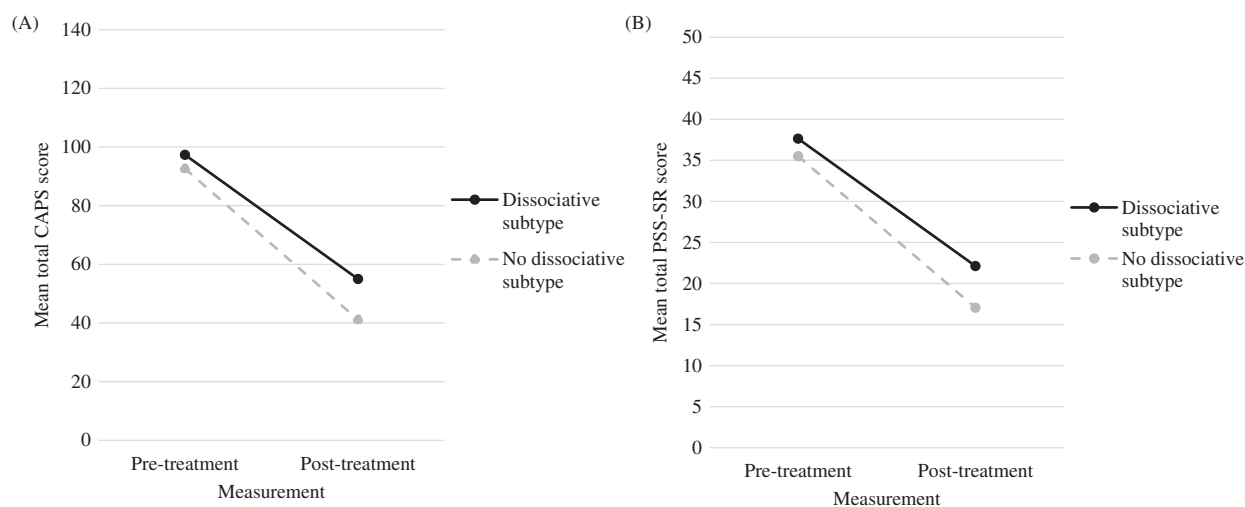 (A)
140
120
100
80
60
40
20
0
Mean total CAPS score
Pre-treatment Post-treatment
Measurement
Dissociative
subtype
No dissociative
subtype
(B)
50
45
40
35
30
25
20
15
10
5
0
Mean total PSS-SR score
Pre-treatment Post-treatment
Measurement
Dissociative
subtype
No dissociative
subtype